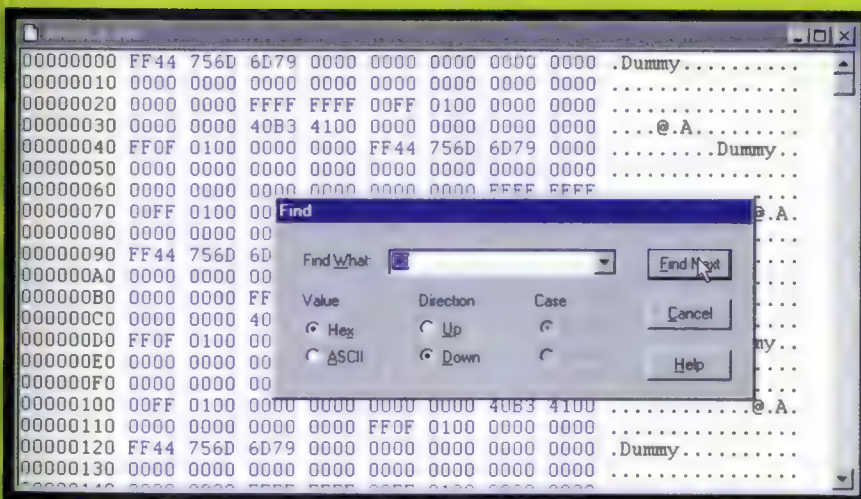 00000000 FF44 756D 6D79 0000 0000 0000 0000 0000 .Dummy..........
00000010 0000 0000 0000 0000 0000 0000 0000 0000 ................
00000020 0000 0000 FFFF FFFF 00FF 0100 0000 0000 ................
00000030 0000 0000 40B3 4100 0000 0000 0000 0000 ....@.A.........
00000040 FF0F 0100 0000 0000 FF44 756D 6D79 0000 .........Dummy..
00000050 0000 0000 0000 0000 0000 0000 0000 0000 ................
00000060 0000 0000 0000 0000 0000 0000 FFFF FFFF
00000070 00FF 0100 00 @.A.
00000080 0000 0000 00
00000090 FF44 756D 6D
000000A0 0000 0000 00
000000B0 0000 0000 FF
000000C0 0000 0000 40
000000D0 FF0F 0100 00 my..
000000E0 0000 0000 00
000000F0 0000 0000 00
00000100 00FF 0100 0000 0000 0000 0000 40B3 4100 .............@.A.
00000110 0000 0000 0000 0000 FF0F 0100 0000 0000 ................
00000120 FF44 756D 6D79 0000 0000 0000 0000 0000 .Dummy..........
00000130 0000 0000 0000 0000 0000 0000 0000 0000 ................
Find
Find What:
Find Next
Value
Direction
Case
Hex
Up
Cancel
ASCII
Down
Help